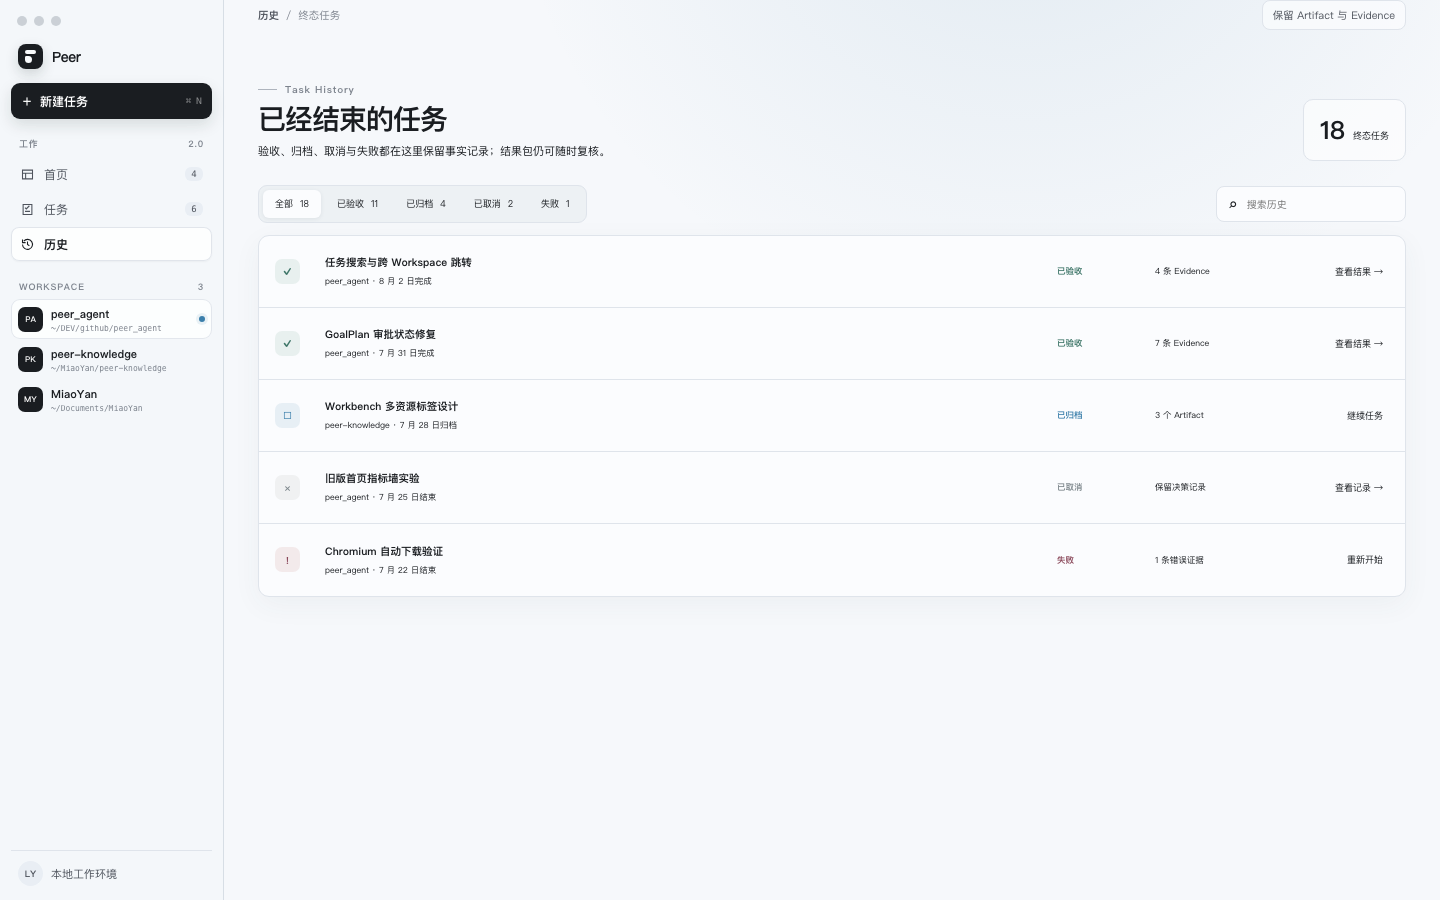 Peer
+ 新建任务 ⌘ N
工作 2.0
首页 4
任务 6
历史
WORKSPACE 3
PA peer_agent
~/DEV/github/peer_agent
PK peer-knowledge
~/MiaoYan/peer-knowledge
MY MiaoYan
~/Documents/MiaoYan
LY 本地工作环境
历史 / 终态任务
保留 Artifact 与 Evidence
Task History
已经结束的任务
验收、归档、取消与失败都在这里保留事实记录；结果包仍可随时复核。
18 终态任务
全部 18 已验收 11 已归档 4 已取消 2 失败 1
搜索历史
任务搜索与跨 Workspace 跳转
peer_agent · 8 月 2 日完成
已验收 4 条 Evidence 查看结果 →
GoalPlan 审批状态修复
peer_agent · 7 月 31 日完成
已验收 7 条 Evidence 查看结果 →
Workbench 多资源标签设计
peer-knowledge · 7 月 28 日归档
已归档 3 个 Artifact 继续任务
旧版首页指标墙实验
peer_agent · 7 月 25 日结束
已取消 保留决策记录 查看记录 →
Chromium 自动下载验证
peer_agent · 7 月 22 日结束
失败 1 条错误证据 重新开始